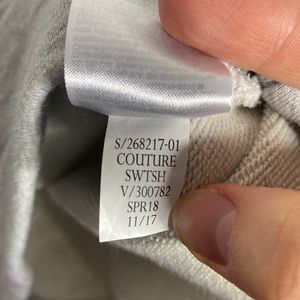 S/268217-01
COUTURE
SWTSH
V/300782
SPR18
11/17